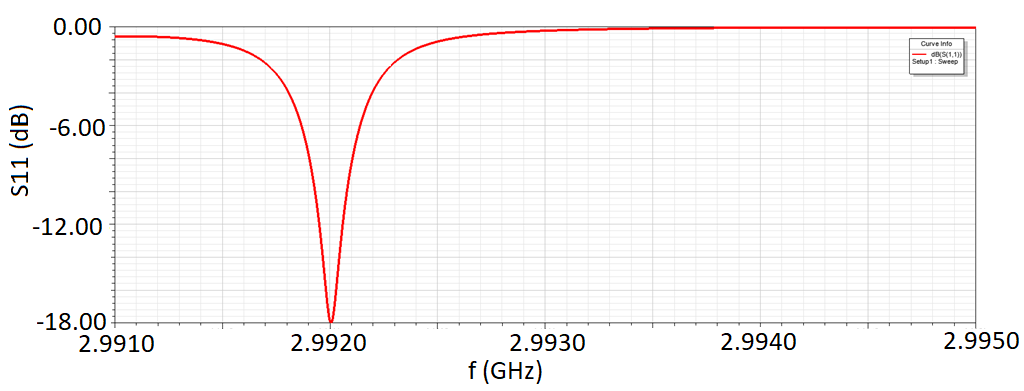 0.00
-6.00
-12.00
-18.00
S11 (dB)
2.9910
2.9920
2.9930
2.9940
2.9950
f (GHz)
Curve Info
dB(S(1,1))
Setup1 : Sweep